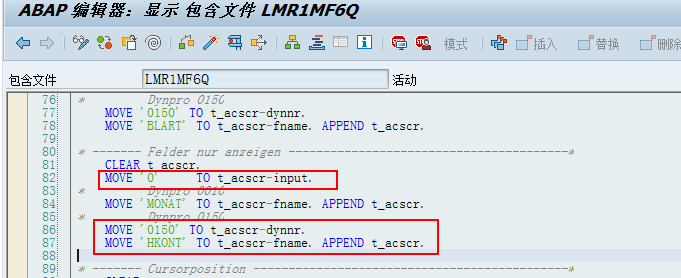 ABAP 编辑器: 显示 包含文件 LMR1MF6Q
模式 插入 替换 删除
包含文件 LMR1MF6Q 活动
76 * Dynpro 0150
77 MOVE '0150' TO t_acscr-dynnr.
78 MOVE 'BLART' TO t_acscr-fname. APPEND t_acscr.
79
80 * ------- Felder nur anzeigen -----------------------------------*
81 CLEAR t_acscr.
82 MOVE '0' TO t_acscr-input.
83 * Dynpro 0010
84 MOVE 'MONAT' TO t_acscr-fname. APPEND t_acscr.
85 * Dynpro 0150
86 MOVE '0150' TO t_acscr-dynnr.
87 MOVE 'HKONT' TO t_acscr-fname. APPEND t_acscr.
88
89 * ------- Cursorposition ----------------------------------------*